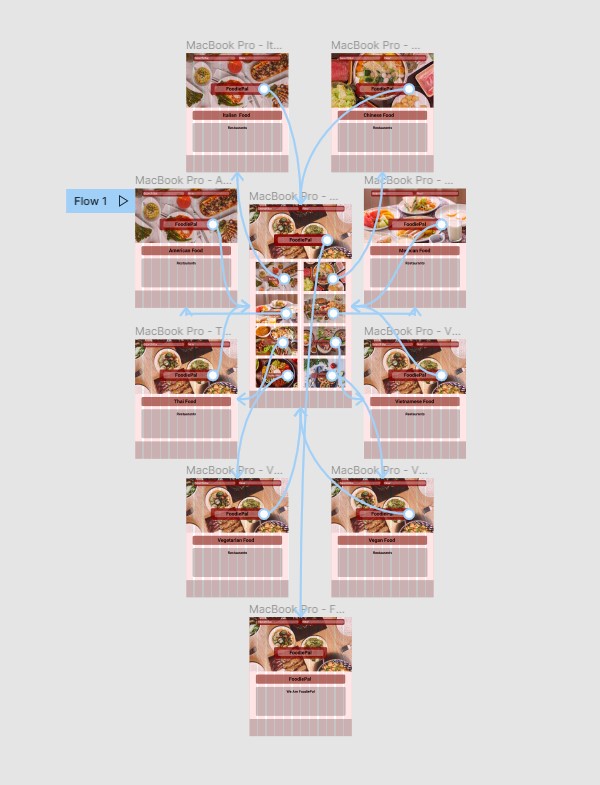 MacBook Pro - It...
MacBook Pro - ...
FoodiePal
FoodiePal
Italian Food
Chinese Food
Restaurants
Restaurants
MacBook Pro - A...
MacBook Pro - ...
Flow 1
MacBook Pro - ...
FoodiePal
FoodiePal
FoodiePal
American Food
Mexican Food
Restaurants
Restaurants
MacBook Pro - T...
MacBook Pro - V...
FoodiePal
FoodiePal
Thai Food
Vietnamese Food
Restaurants
Restaurants
MacBook Pro - V...
MacBook Pro - V...
FoodiePal
FoodiePal
Vegetarian Food
Vegan Food
Restaurants
Restaurants
MacBook Pro - F...
FoodiePal
FoodiePal
We Are FoodiePal